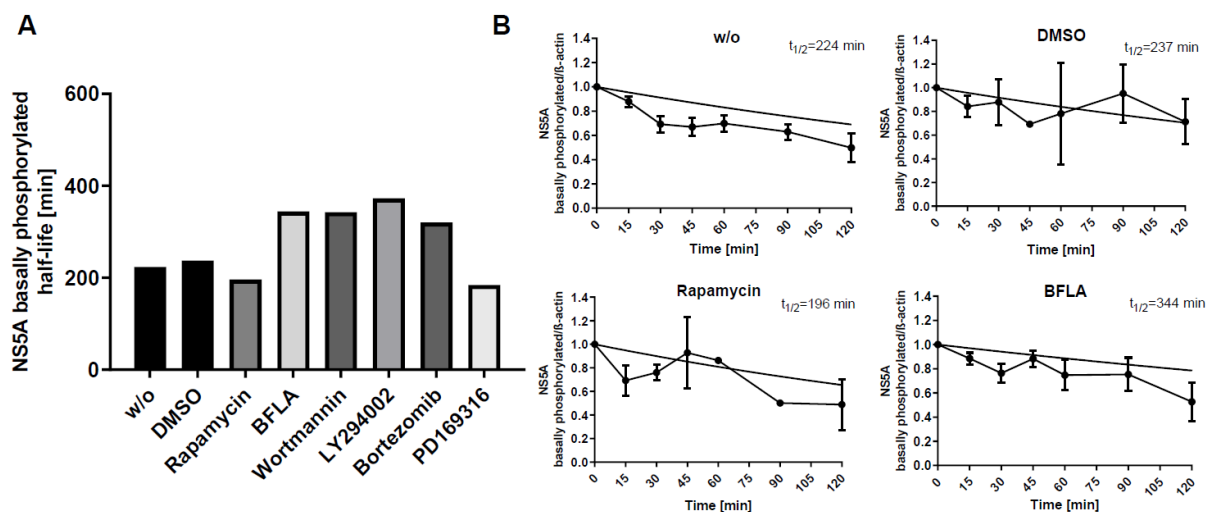 A
NS5A basally phosphorylated
half-life [min]
600
400
200
0
w/o
DMSO
Rapamycin
BFLA
Wortmannin
LY294002
Bortezomib
PD169316
B
w/o
t1/2=224 min
NS5A
basally phosphorylated/ß-actin
1.4
1.2
1.0
0.8
0.6
0.4
0.2
0.0
0
15
30
45
60
75
90
105
120
Time [min]
DMSO
t1/2=237 min
NS5A
basally phosphorylated/ß-actin
1.4
1.2
1.0
0.8
0.6
0.4
0.2
0.0
0
15
30
45
60
75
90
105
120
Time [min]
Rapamycin
t1/2=196 min
NS5A
basally phosphorylated/ß-actin
1.4
1.2
1.0
0.8
0.6
0.4
0.2
0.0
0
15
30
45
60
75
90
105
120
Time [min]
BFLA
t1/2=344 min
NS5A
basally phosphorylated/ß-actin
1.4
1.2
1.0
0.8
0.6
0.4
0.2
0.0
0
15
30
45
60
75
90
105
120
Time [min]